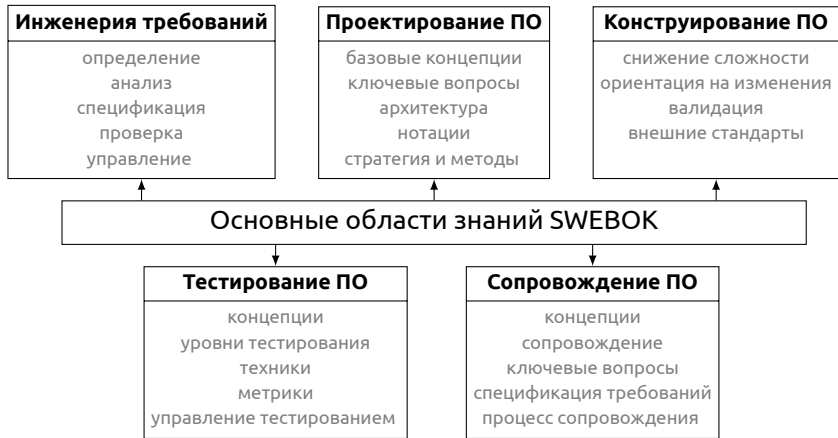 Инженерия требований
определение
анализ
спецификация
проверка
управление
Проектирование ПО
базовые концепции
ключевые вопросы
архитектура
нотации
стратегия и методы
Конструирование ПО
снижение сложности
ориентация на изменения
валидация
внешние стандарты
Основные области знаний SWEBOK
Тестирование ПО
концепции
уровни тестирования
техники
метрики
управление тестированием
Сопровождение ПО
концепции
сопровождение
ключевые вопросы
спецификация требований
процесс сопровождения